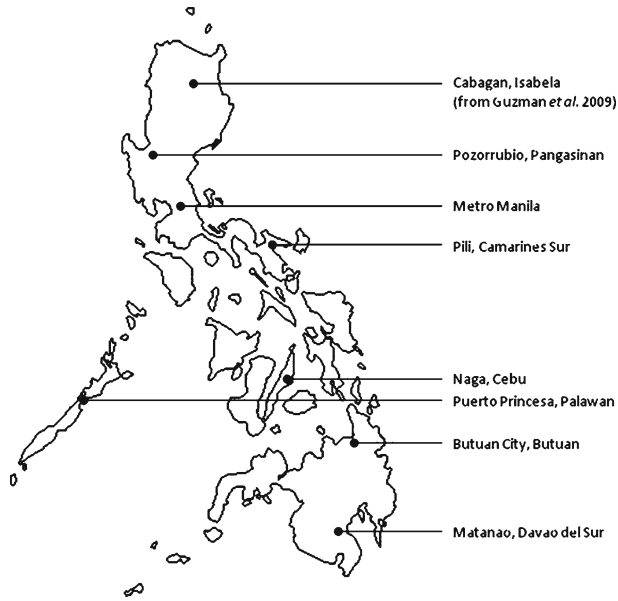 Cabagan, Isabela
(from Guzman et al. 2009)
Pozorrubio, Pangasinan
Metro Manila
Pili, Camarines Sur
Naga, Cebu
Puerto Princesa, Palawan
Butuan City, Butuan
Matanao, Davao del Sur